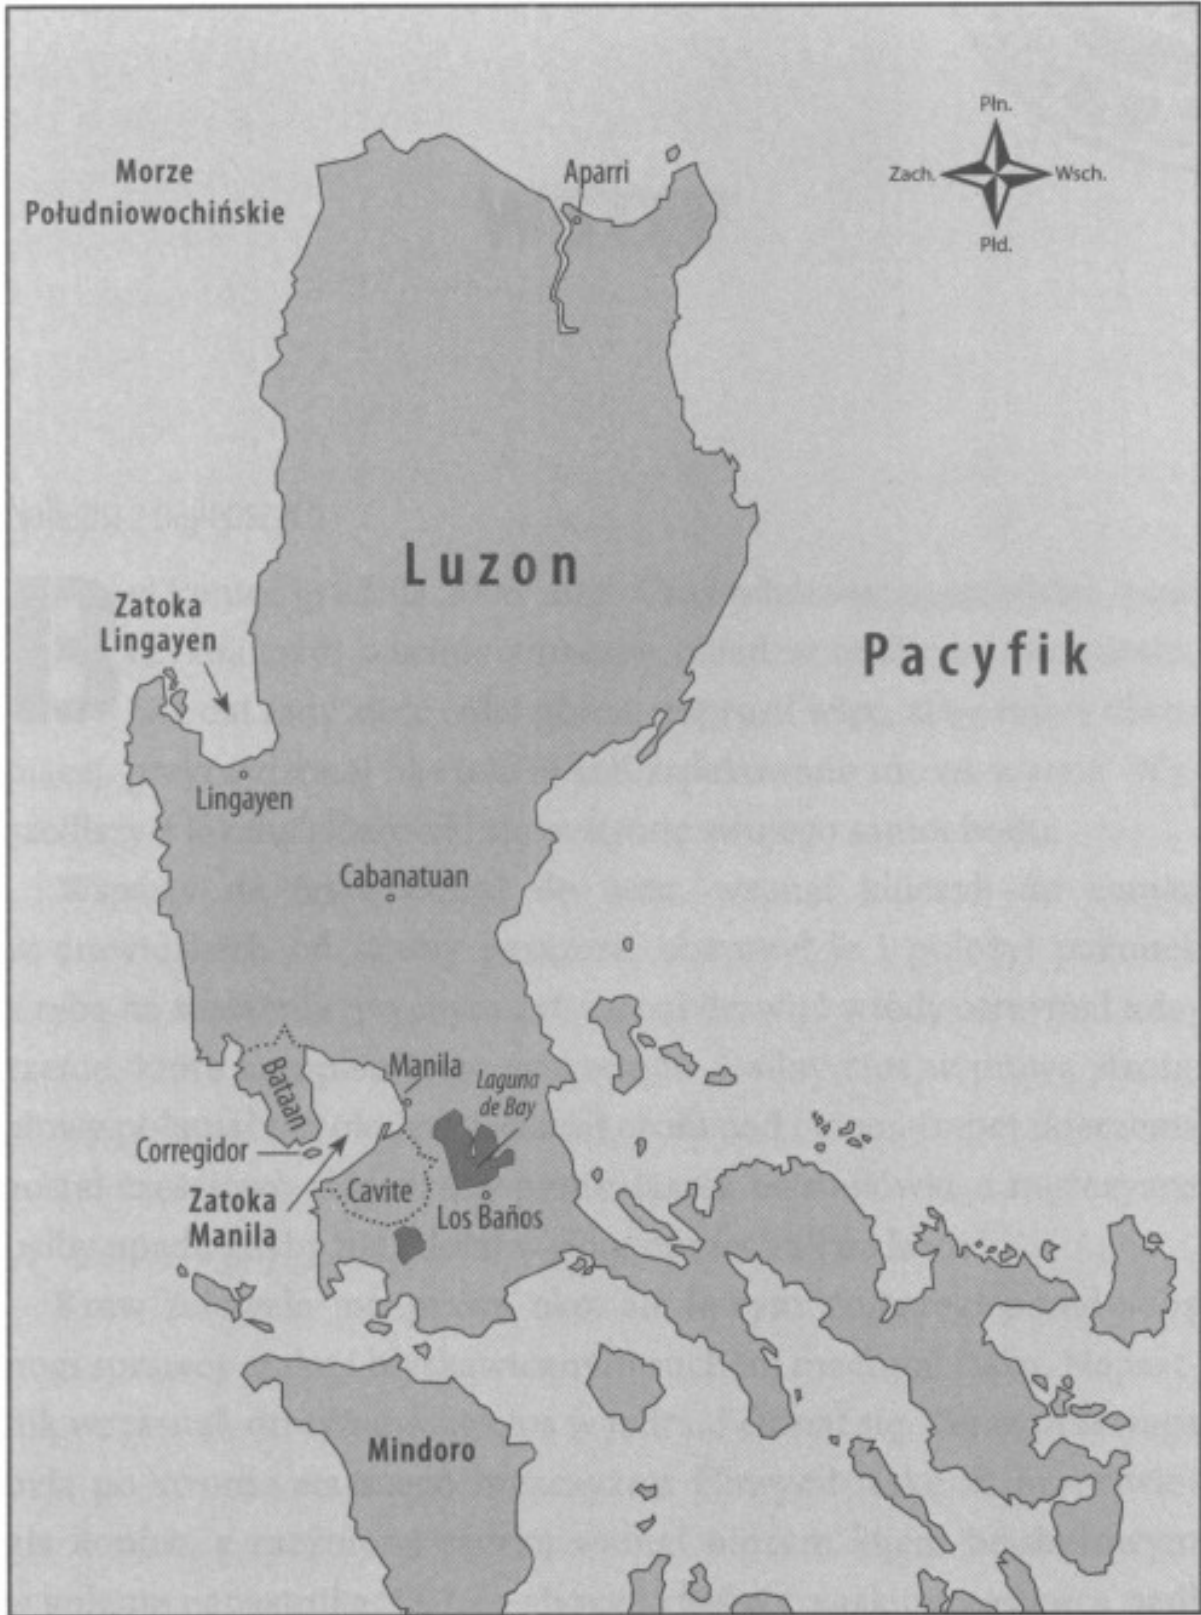 Płn.
Zach.
Wsch.
Płd.
Morze
Południowochińskie
Aparri
Luzon
Zatoka
Lingayen
Pacyfik
Lingayen
Cabanatuan
Bataan
Manila
Laguna
de Bay
Corregidor
Zatoka
Manila
Cavite
Los Baños
Mindoro